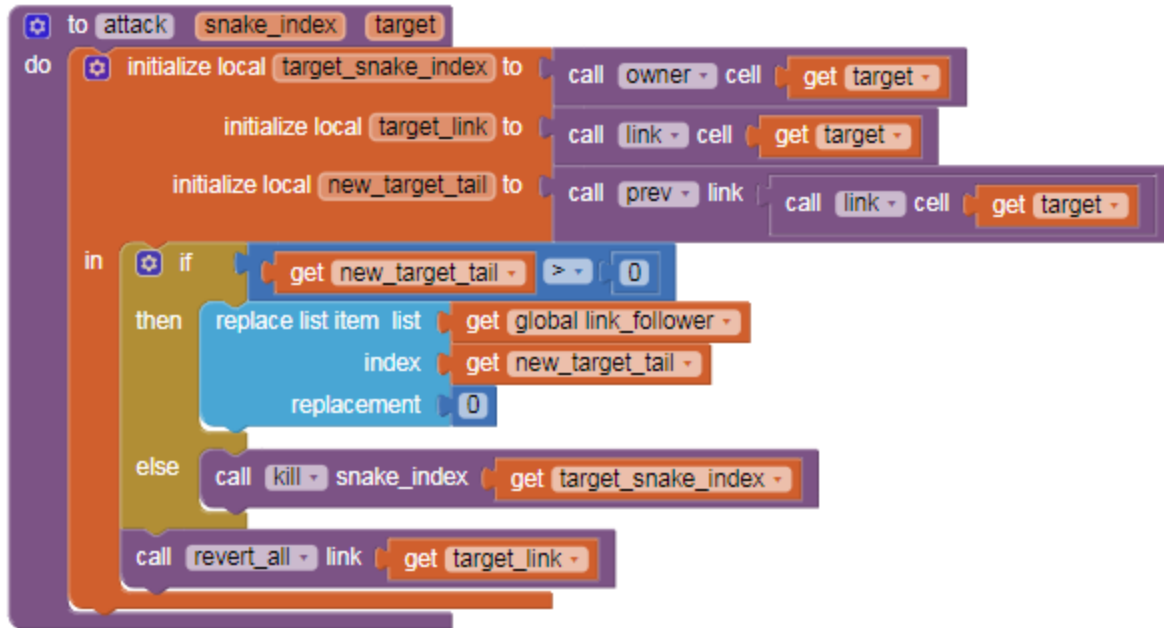 to attack snake_index target
do initialize local target_snake_index to call owner cell get target
initialize local target_link to call link cell get target
initialize local new_target_tail to call prev link call link cell get target
in if get new_target_tail > 0
then replace list item list get global link_follower
index get new_target_tail
replacement 0
else call kill snake_index get target_snake_index
call revert_all link get target_link